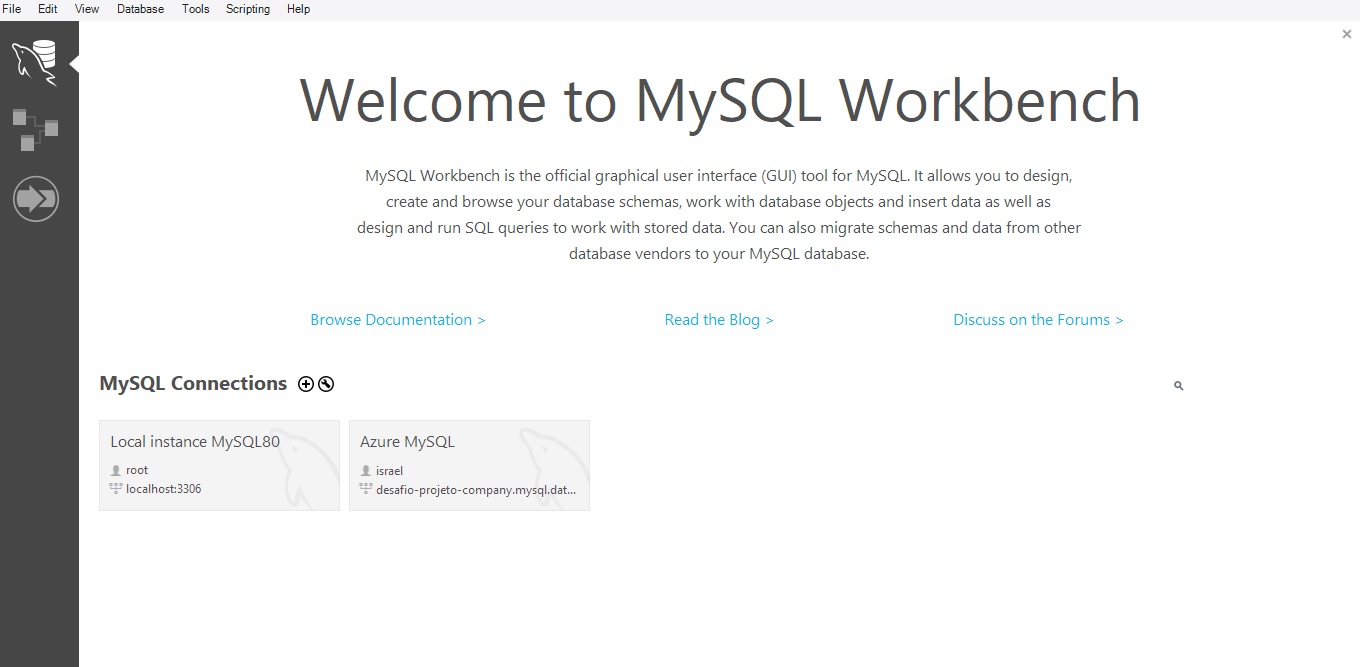 File Edit View Database Tools Scripting Help
Welcome to MySQL Workbench
MySQL Workbench is the official graphical user interface (GUI) tool for MySQL. It allows you to design,
create and browse your database schemas, work with database objects and insert data as well as
design and run SQL queries to work with stored data. You can also migrate schemas and data from other
database vendors to your MySQL database.
Browse Documentation > Read the Blog > Discuss on the Forums >
MySQL Connections
Local instance MySQL80
root
localhost:3306
Azure MySQL
israel
desafio-projeto-company.mysql.dat...